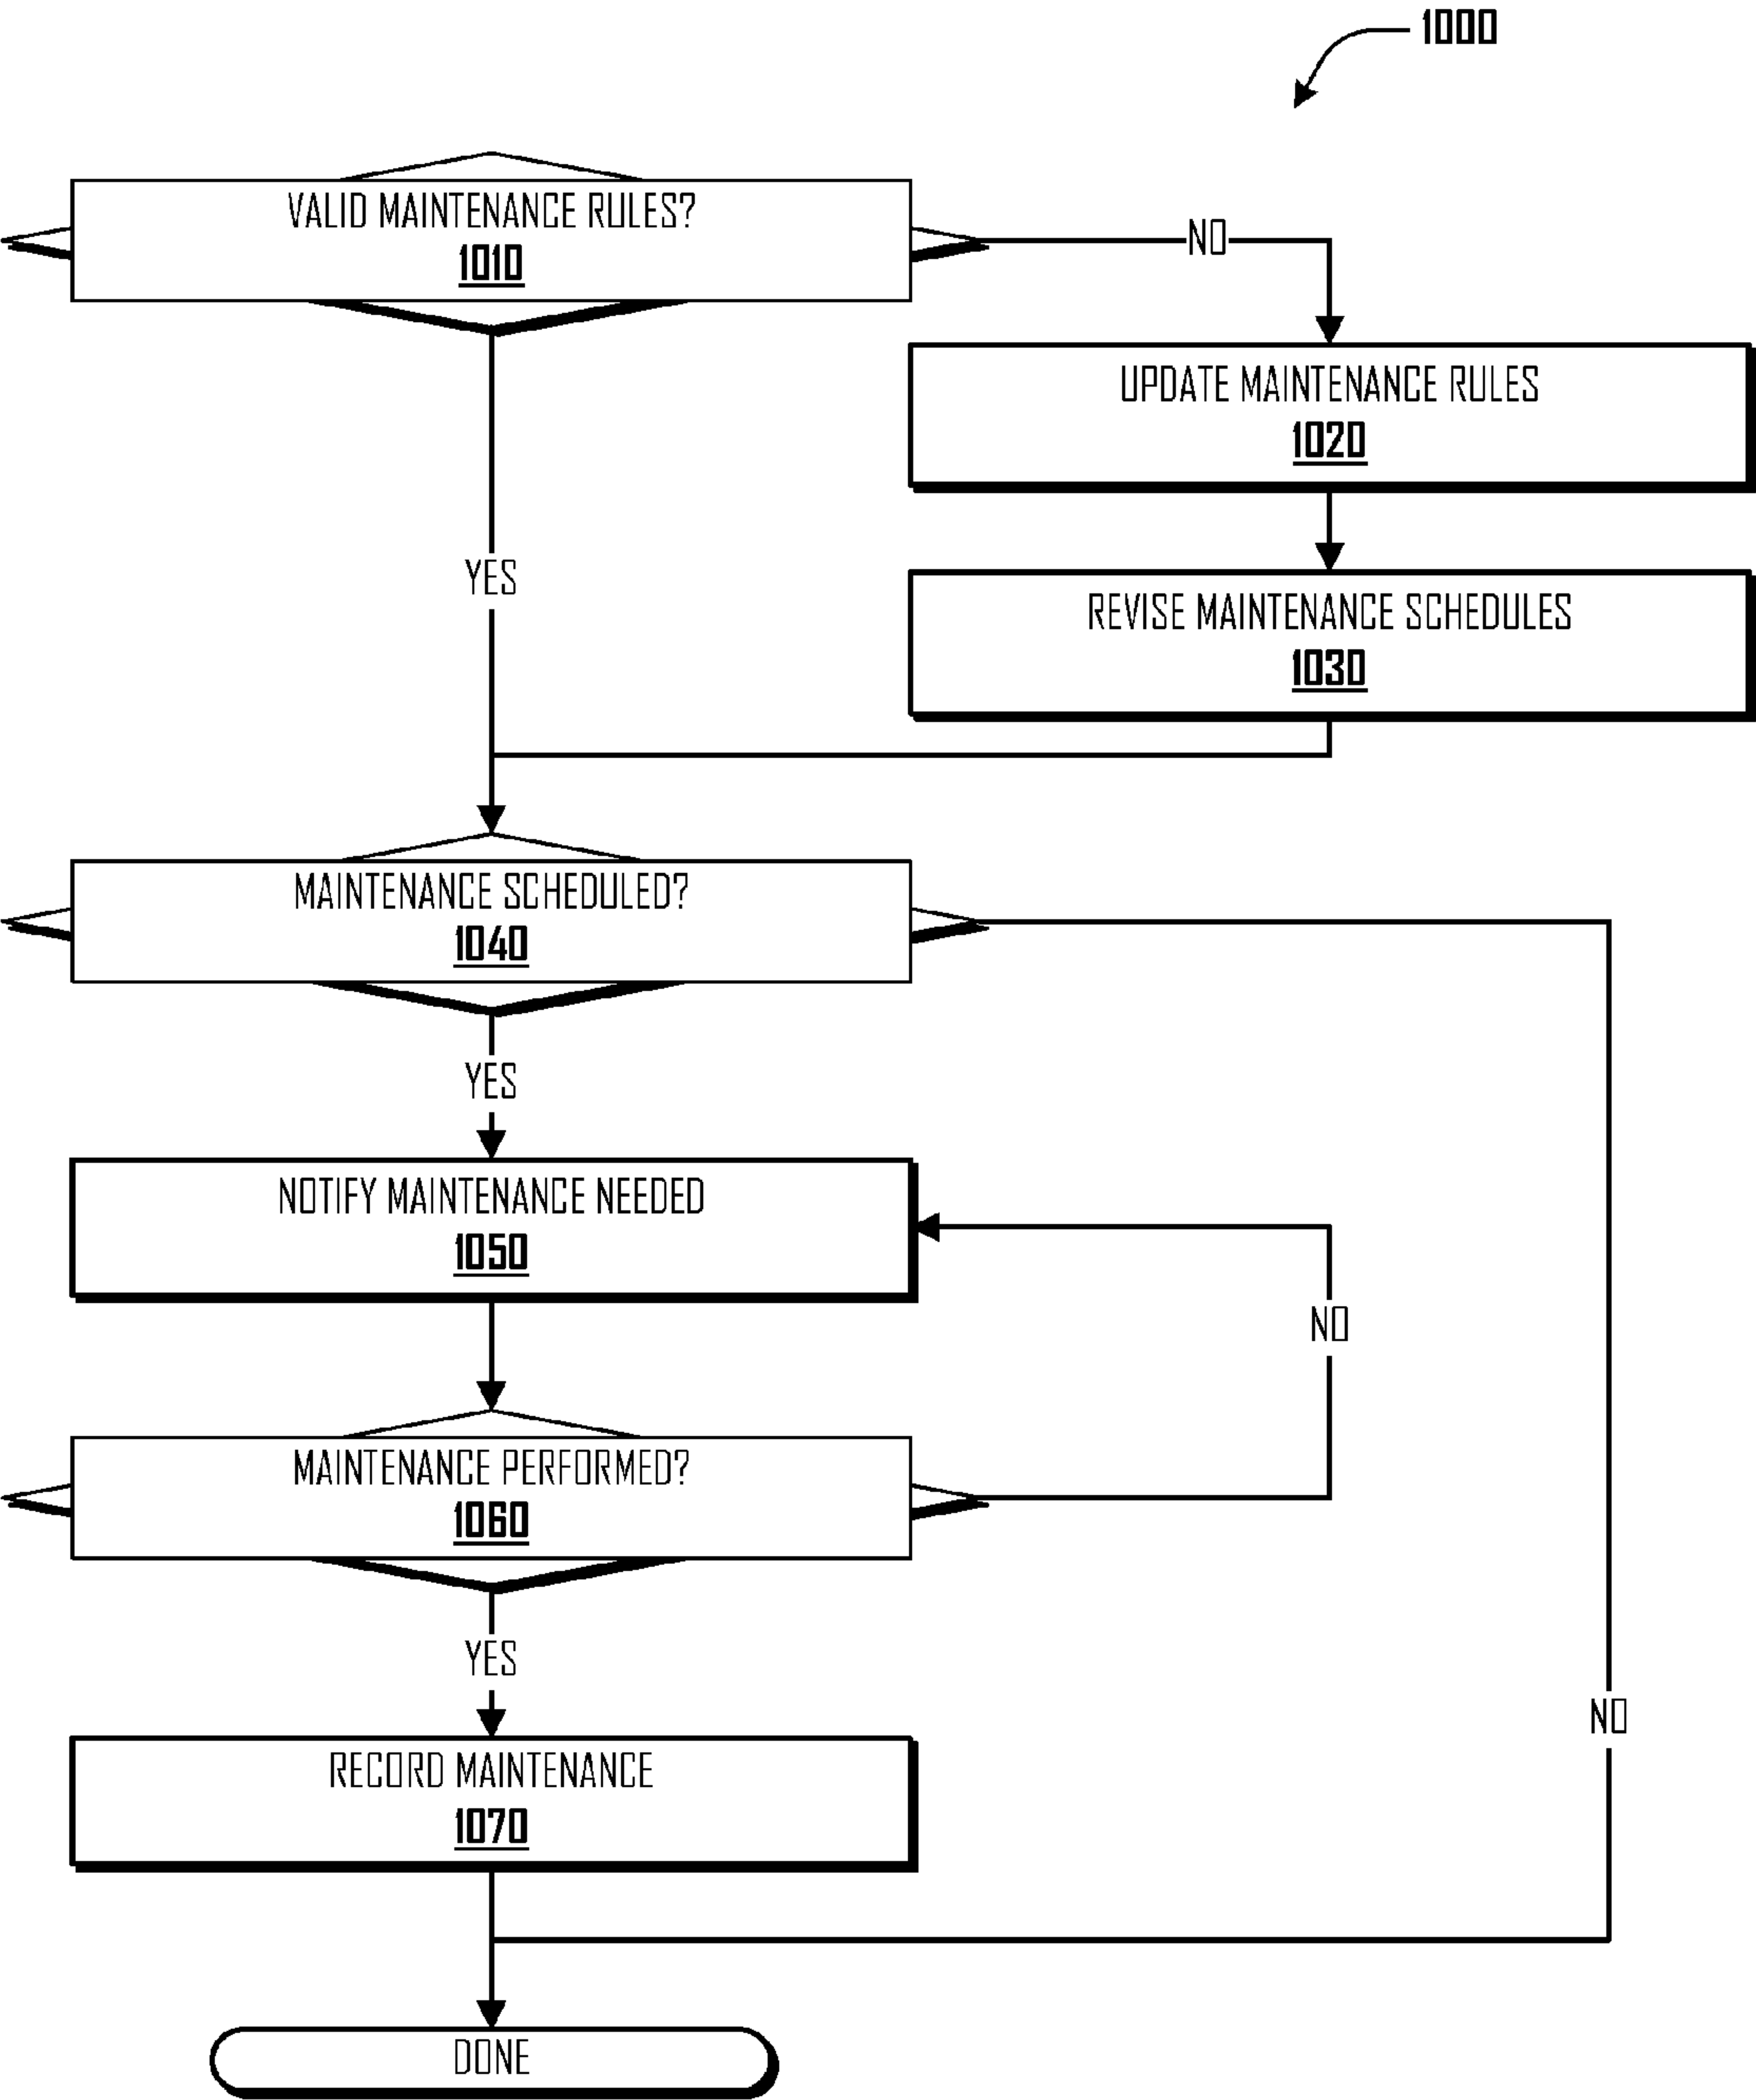 1000
VALID MAINTENANCE RULES?
1010
NO
UPDATE MAINTENANCE RULES
1020
YES
REVISE MAINTENANCE SCHEDULES
1030
MAINTENANCE SCHEDULED?
1040
YES
NOTIFY MAINTENANCE NEEDED
1050
NO
MAINTENANCE PERFORMED?
1060
YES
NO
RECORD MAINTENANCE
1070
DONE